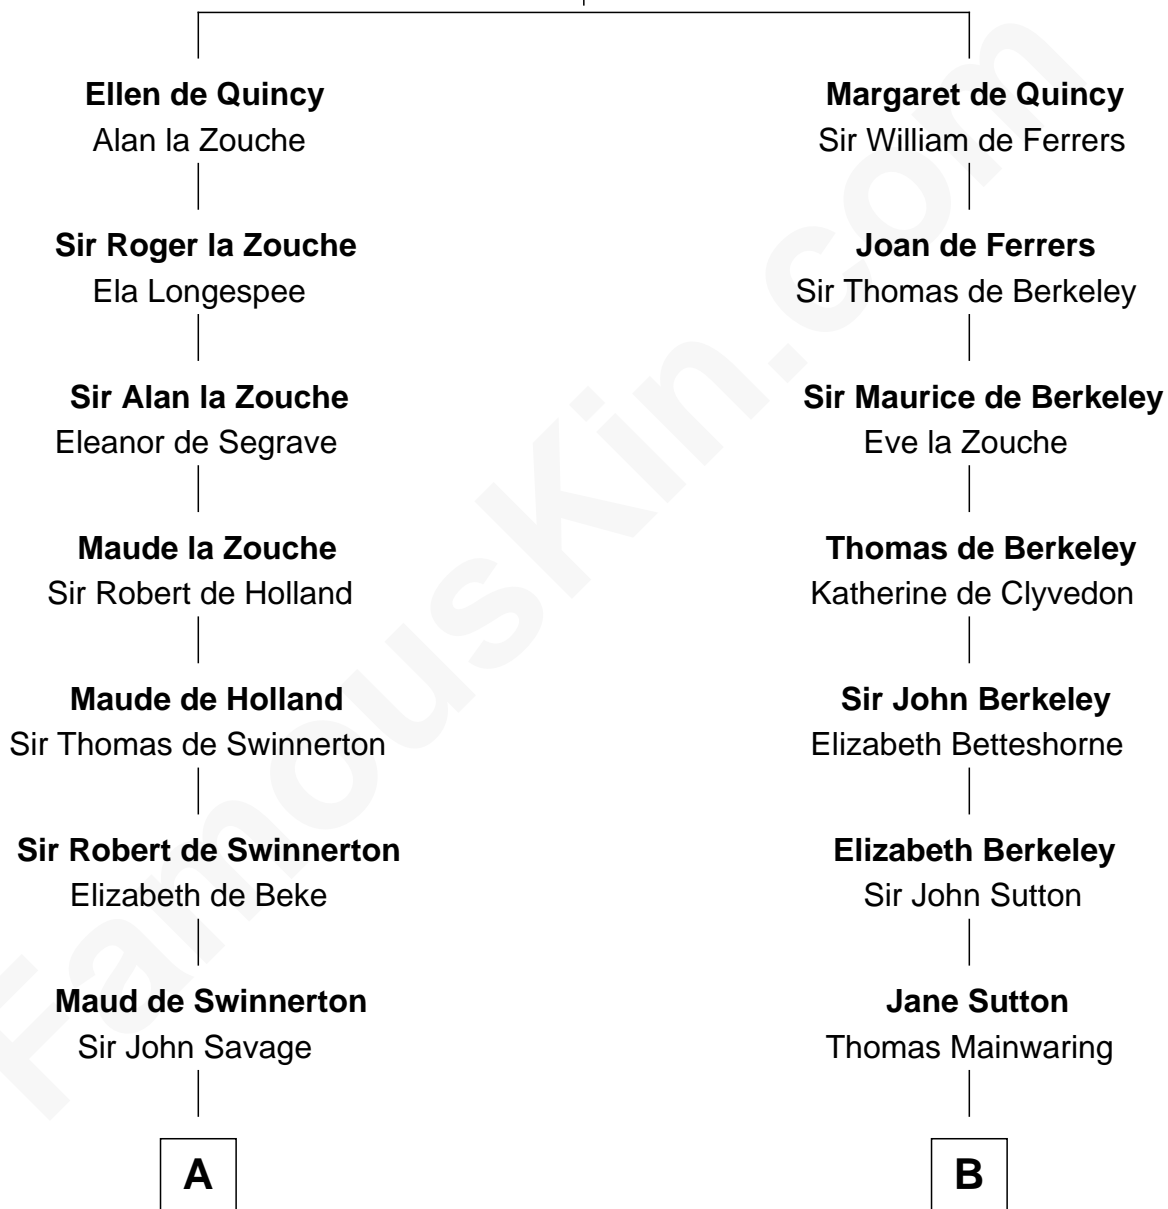 Ellen de Quincy
Alan la Zouche
Margaret de Quincy
Sir William de Ferrers
Sir Roger la Zouche
Ela Longespee
Joan de Ferrers
Sir Thomas de Berkeley
Sir Alan la Zouche
Eleanor de Segrave
Sir Maurice de Berkeley
Eve la Zouche
Maude la Zouche
Sir Robert de Holland
Thomas de Berkeley
Katherine de Clyvedon
Maude de Holland
Sir Thomas de Swinnerton
Sir John Berkeley
Elizabeth Betteshorne
Sir Robert de Swinnerton
Elizabeth de Beke
Elizabeth Berkeley
Sir John Sutton
Maud de Swinnerton
Sir John Savage
Jane Sutton
Thomas Mainwaring
A
B
FamousKin.com